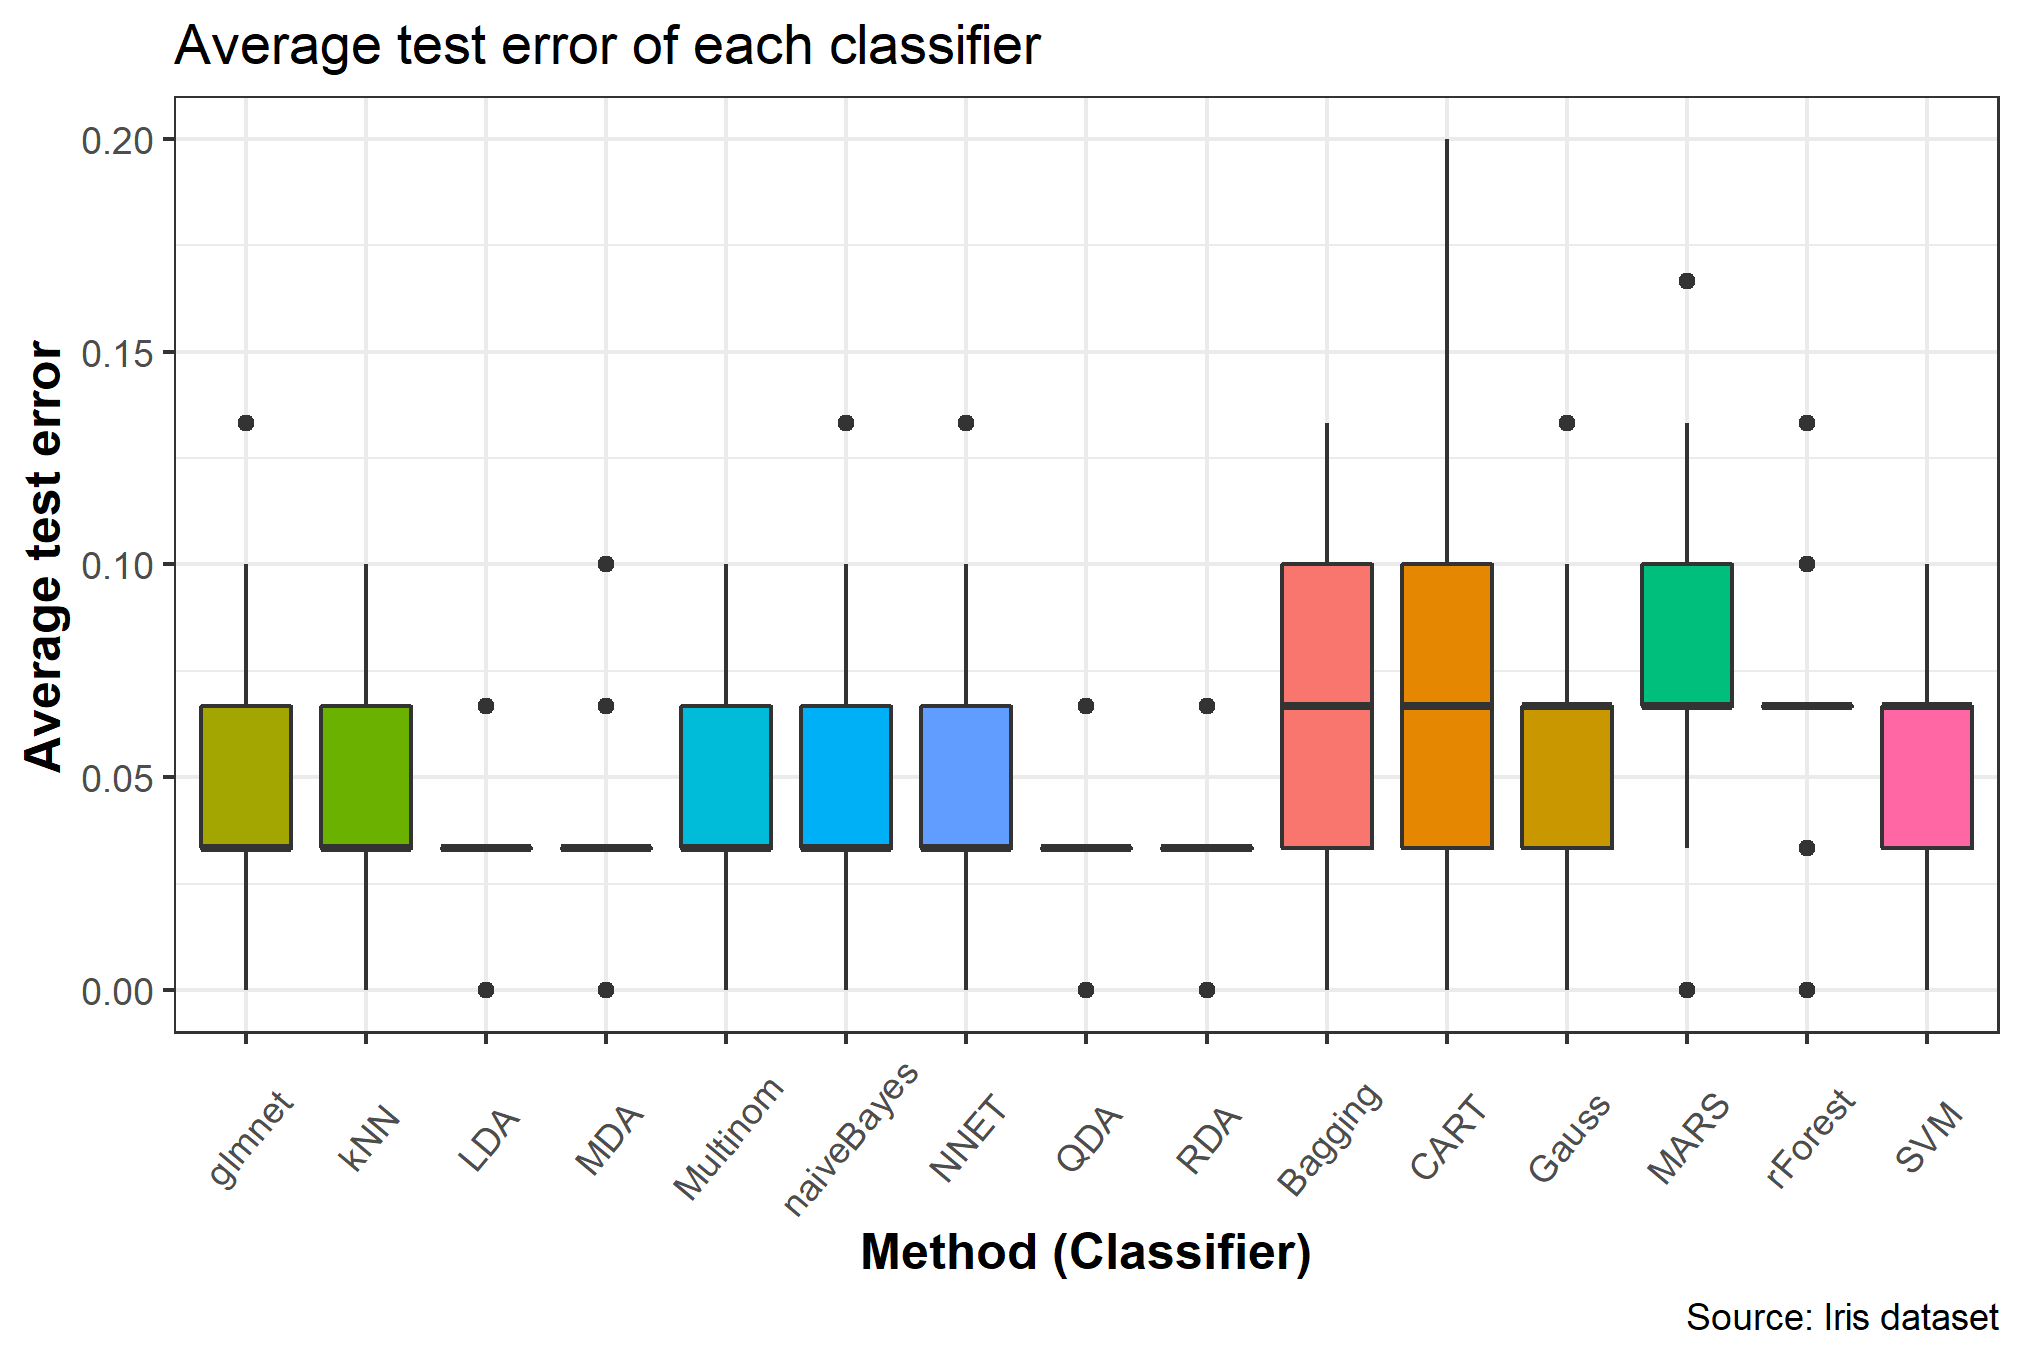 Average test error of each classifier
Average test error
0.20
0.15
0.10
0.05
0.00
glmnet
kNN
LDA
MDA
Multinom
naiveBayes
NNET
QDA
RDA
Bagging
CART
Gauss
MARS
rForest
SVM
Method (Classifier)
Source: Iris dataset